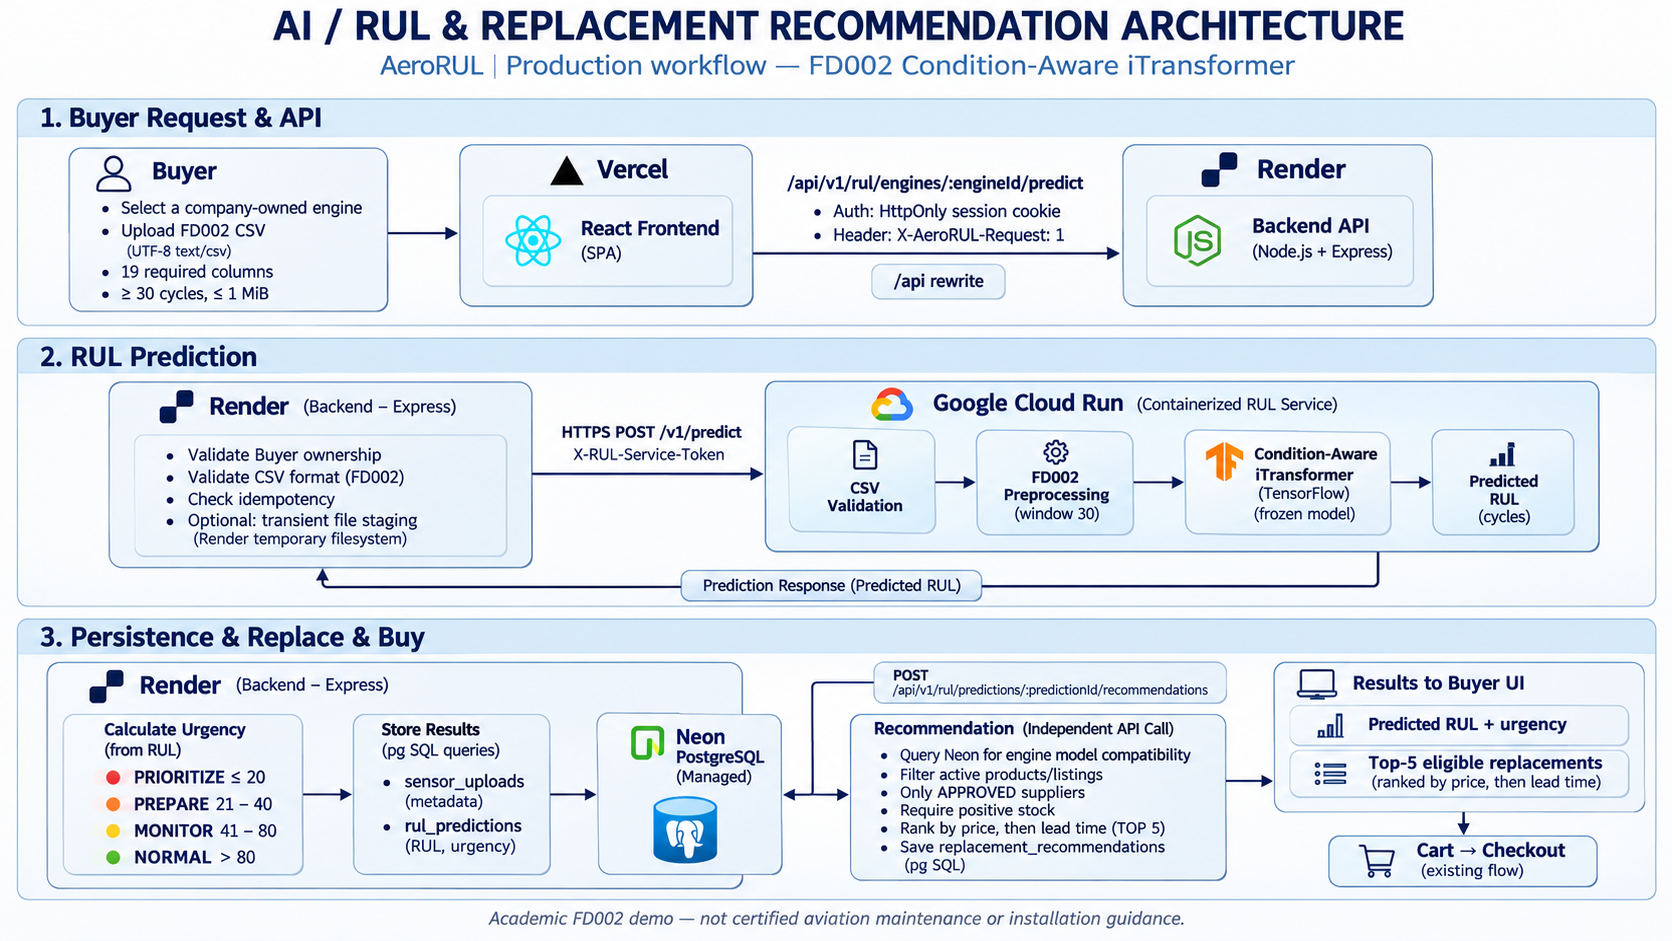 AI / RUL & REPLACEMENT RECOMMENDATION ARCHITECTURE
AeroRUL | Production workflow — FD002 Condition-Aware iTransformer
1. Buyer Request & API
Buyer
• Select a company-owned engine
• Upload FD002 CSV
(UTF-8 text/csv)
• 19 required columns
• ≥ 30 cycles, ≤ 1 MiB
Vercel
React Frontend
(SPA)
/api/v1/rul/engines/:engineId/predict
• Auth: HttpOnly session cookie
• Header: X-AeroRUL-Request: 1
/api rewrite
Render
JS
Backend API
(Node.js + Express)
2. RUL Prediction
Render (Backend – Express)
• Validate Buyer ownership
• Validate CSV format (FD002)
• Check idempotency
• Optional: transient file staging
(Render temporary filesystem)
HTTPS POST /v1/predict
X-RUL-Service-Token
Google Cloud Run (Containerized RUL Service)
CSV
Validation
FD002
Preprocessing
(window 30)
Condition-Aware
iTransformer
(TensorFlow)
(frozen model)
Predicted
RUL
(cycles)
Prediction Response (Predicted RUL)
3. Persistence & Replace & Buy
Render (Backend – Express)
Calculate Urgency
(from RUL)
PRIORITIZE ≤ 20
PREPARE 21 – 40
MONITOR 41 – 80
NORMAL > 80
Store Results
(pg SQL queries)
• sensor_uploads
(metadata)
• rul_predictions
(RUL, urgency)
Neon
PostgreSQL
(Managed)
POST
/api/v1/rul/predictions/:predictionId/recommendations
Recommendation (Independent API Call)
• Query Neon for engine model compatibility
• Filter active products/listings
• Only APPROVED suppliers
• Require positive stock
• Rank by price, then lead time (TOP 5)
• Save replacement_recommendations
(pg SQL)
Results to Buyer UI
Predicted RUL + urgency
Top-5 eligible replacements
(ranked by price, then lead time)
Cart → Checkout
(existing flow)
Academic FD002 demo — not certified aviation maintenance or installation guidance.